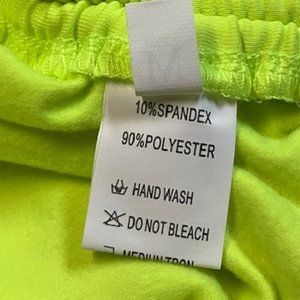 10%SPANDEX
90%POLYESTER
HAND WASH
DO NOT BLEACH